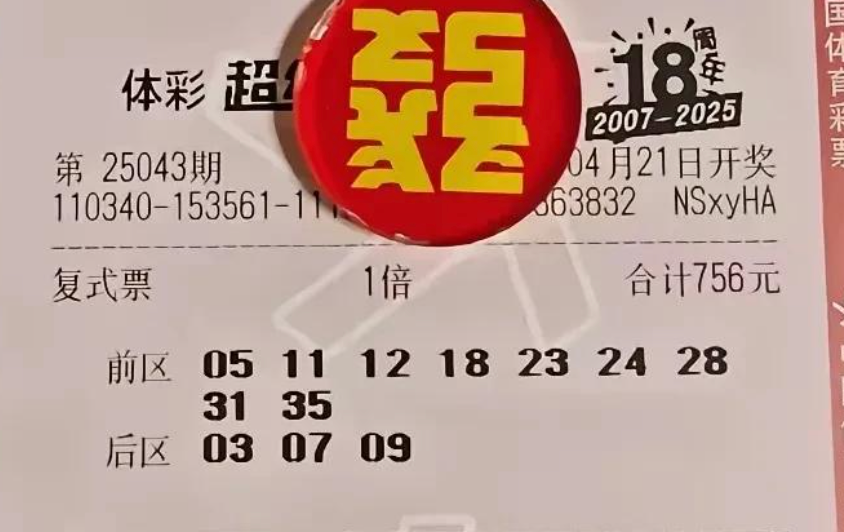 体彩 超
18周年
2007-2025
第 25043期 04月21日开奖
110340-153561-11 563832 NSxyHA
复式票 1倍 合计756元
前区 05 11 12 18 23 24 28
31 35
后区 03 07 09
国体育彩票